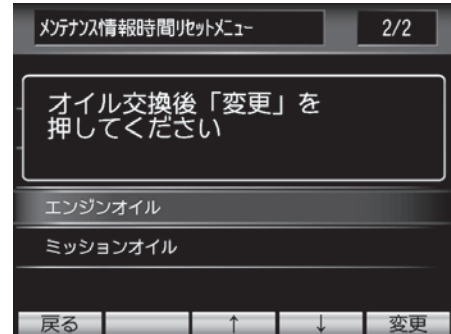 ﾒﾝﾃﾅﾝｽ情報時間ﾘｾｯﾄﾒﾆｭｰ
2/2
オイル交換後「変更」を
押してください
エンジンオイル
ミッションオイル
戻る ↑ ↓ 変更